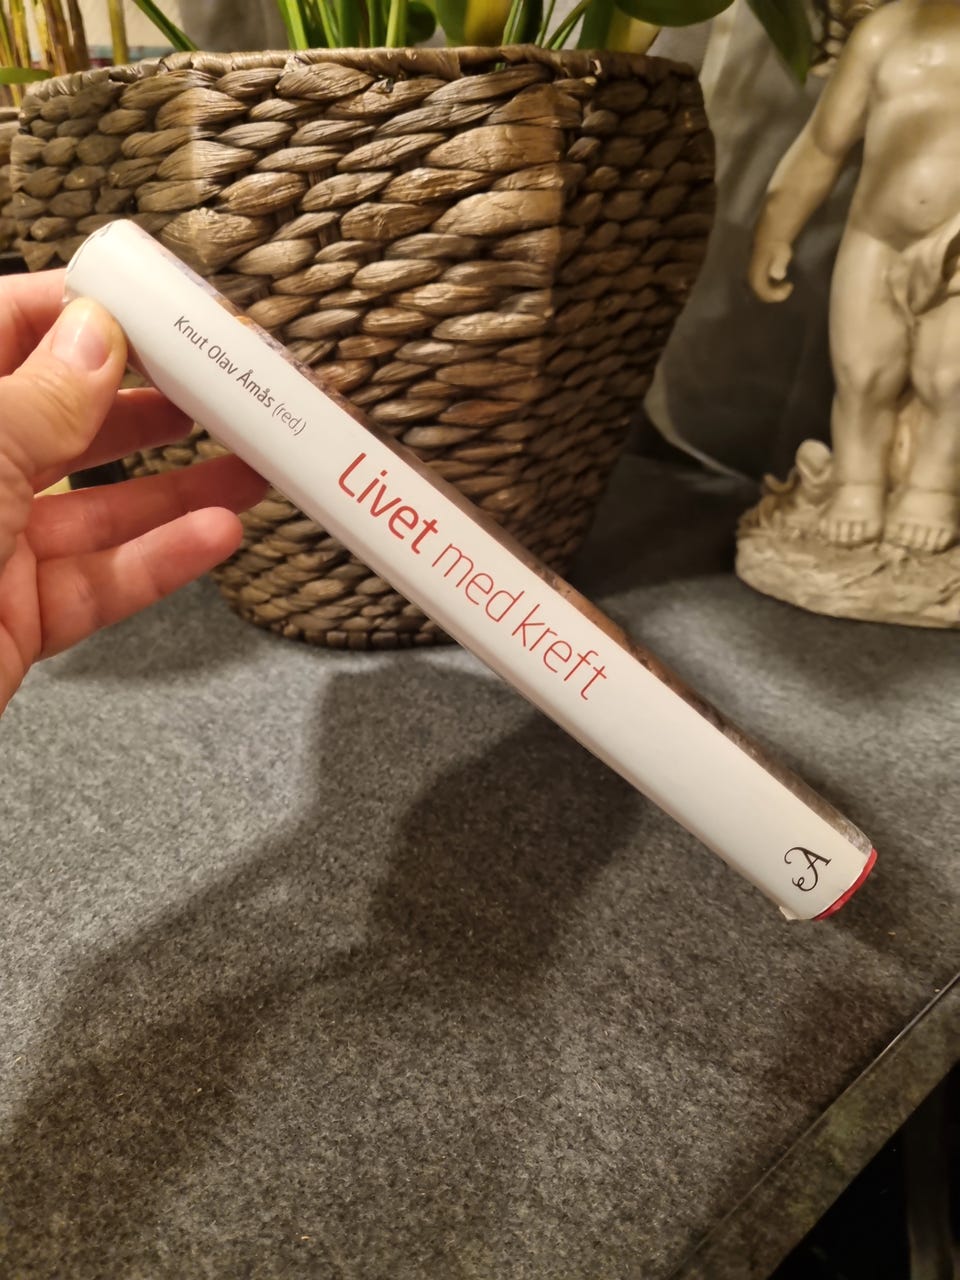 Knut Olav Åmås (red.)
Livet med kreft
A